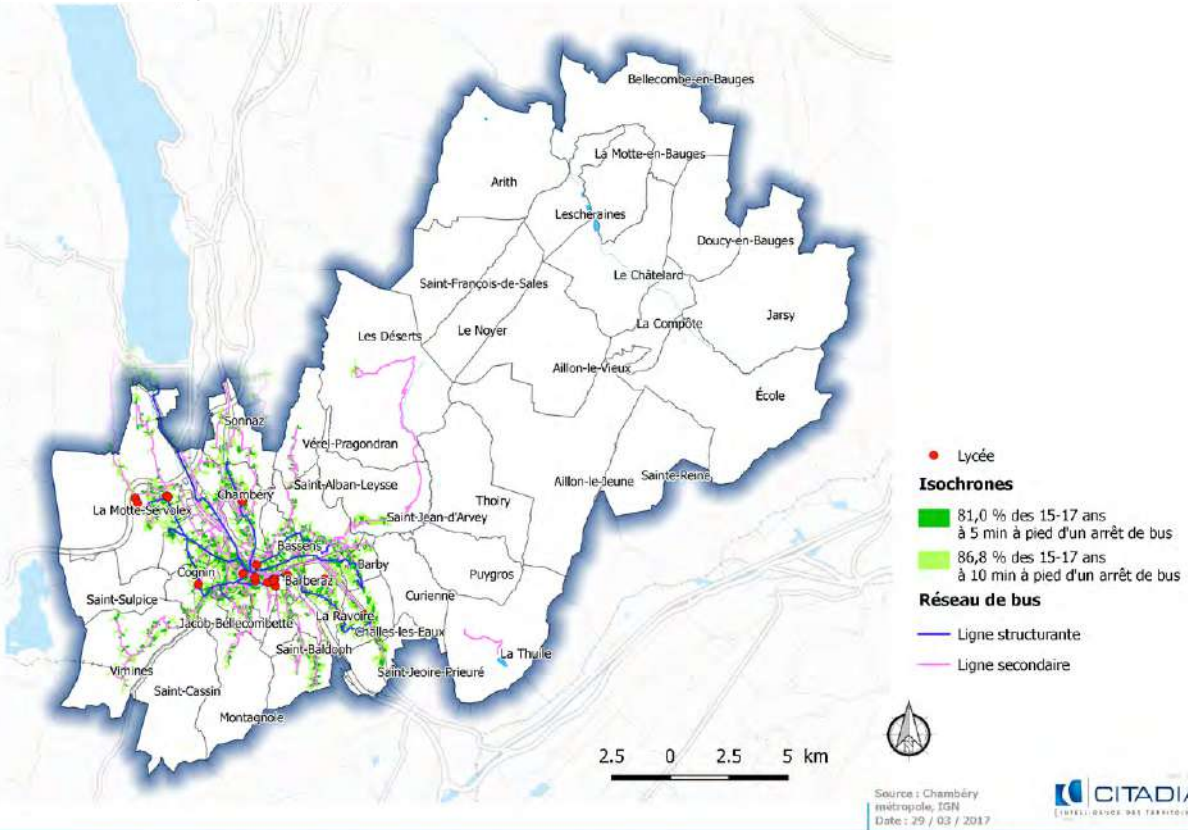 Bellecombe-en-Bauges
La Motte-en-Bauges
Arith
Lescheraines
Doucy-en-Bauges
Le Châtelard
Saint-François-de-Sales
Jarsy
La Compôte
Les Déserts
Le Noyer
Aillon-le-Vieux
École
Sonnaz
Vérel-Pragondran
Aillon-le-Jeune
Sainte-Reine
Saint-Alban-Leysse
Chambéry
Thoiry
La Motte-Servolex
Saint-Jean-d'Arvey
Bassens
Barby
Cognin
Barberaz
Puygros
Curienne
Saint-Sulpice
La Ravoire
Jacob-Bellecombette
Challes-les-Eaux
Saint-Baldoph
La Thuile
Vimines
Saint-Jeoire-Prieuré
Saint-Cassin
Montagnole
Lycée
Isochrones
81,0 % des 15-17 ans
à 5 min à pied d'un arrêt de bus
86,8 % des 15-17 ans
à 10 min à pied d'un arrêt de bus
Réseau de bus
Ligne structurante
Ligne secondaire
2.5 0 2.5 5 km
Source : Chambéry
métropole, IGN
Date : 29 / 03 / 2017
CITADIA